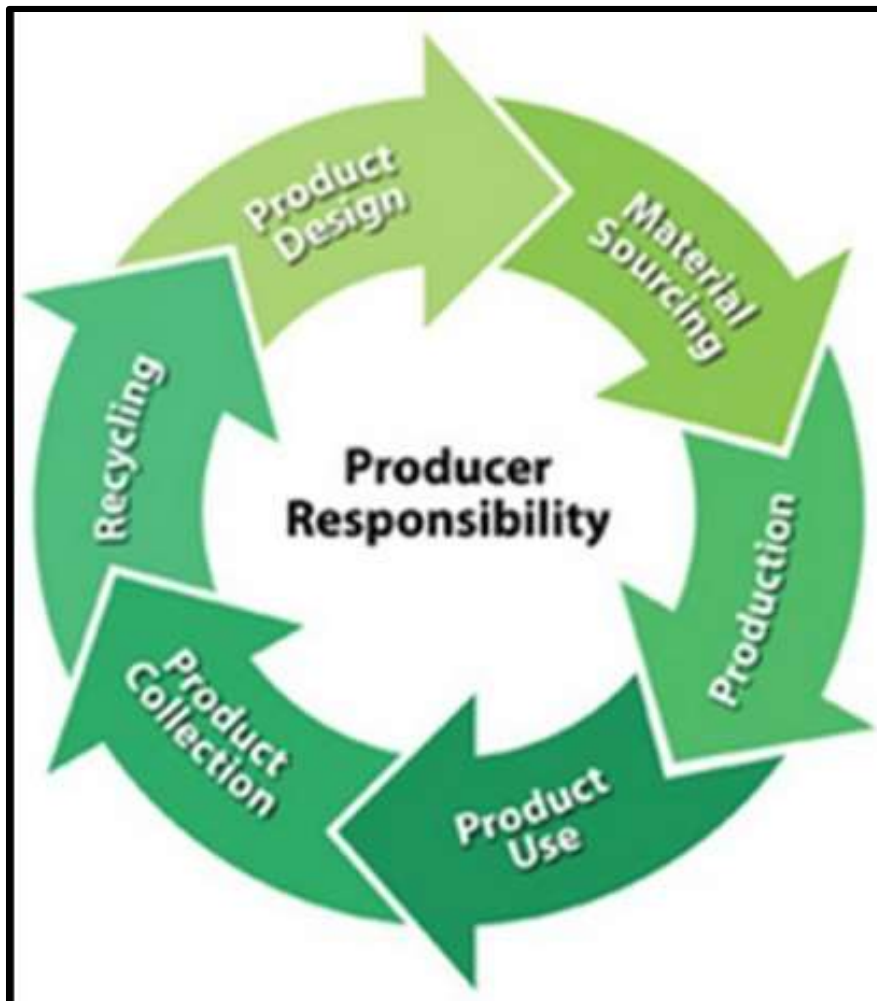 Product
Design
Material
Sourcing
Production
Product
Use
Product
Collection
Recycling
Producer
Responsibility